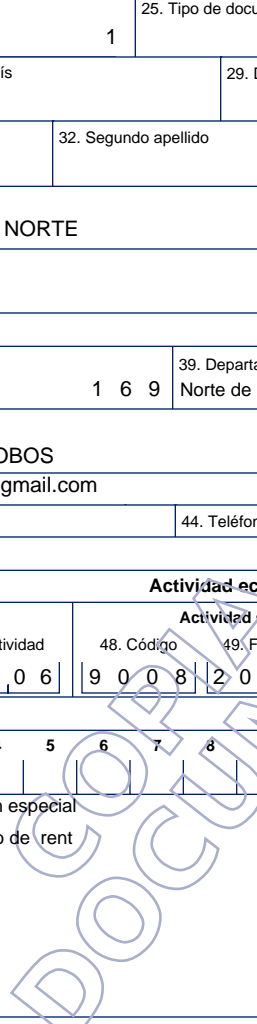 25. Tipo de docu
1
ís
29. D
32. Segundo apellido
NORTE
39. Departa
1 6 9 Norte de
OBOS
gmail.com
44. Teléfon
Actividad ec
Actividad s
tividad 48. Código 49. F
0 6 9 0 0 8 2 0
5 6 7 8
n especial
o de rent
COPIA
DOCUM